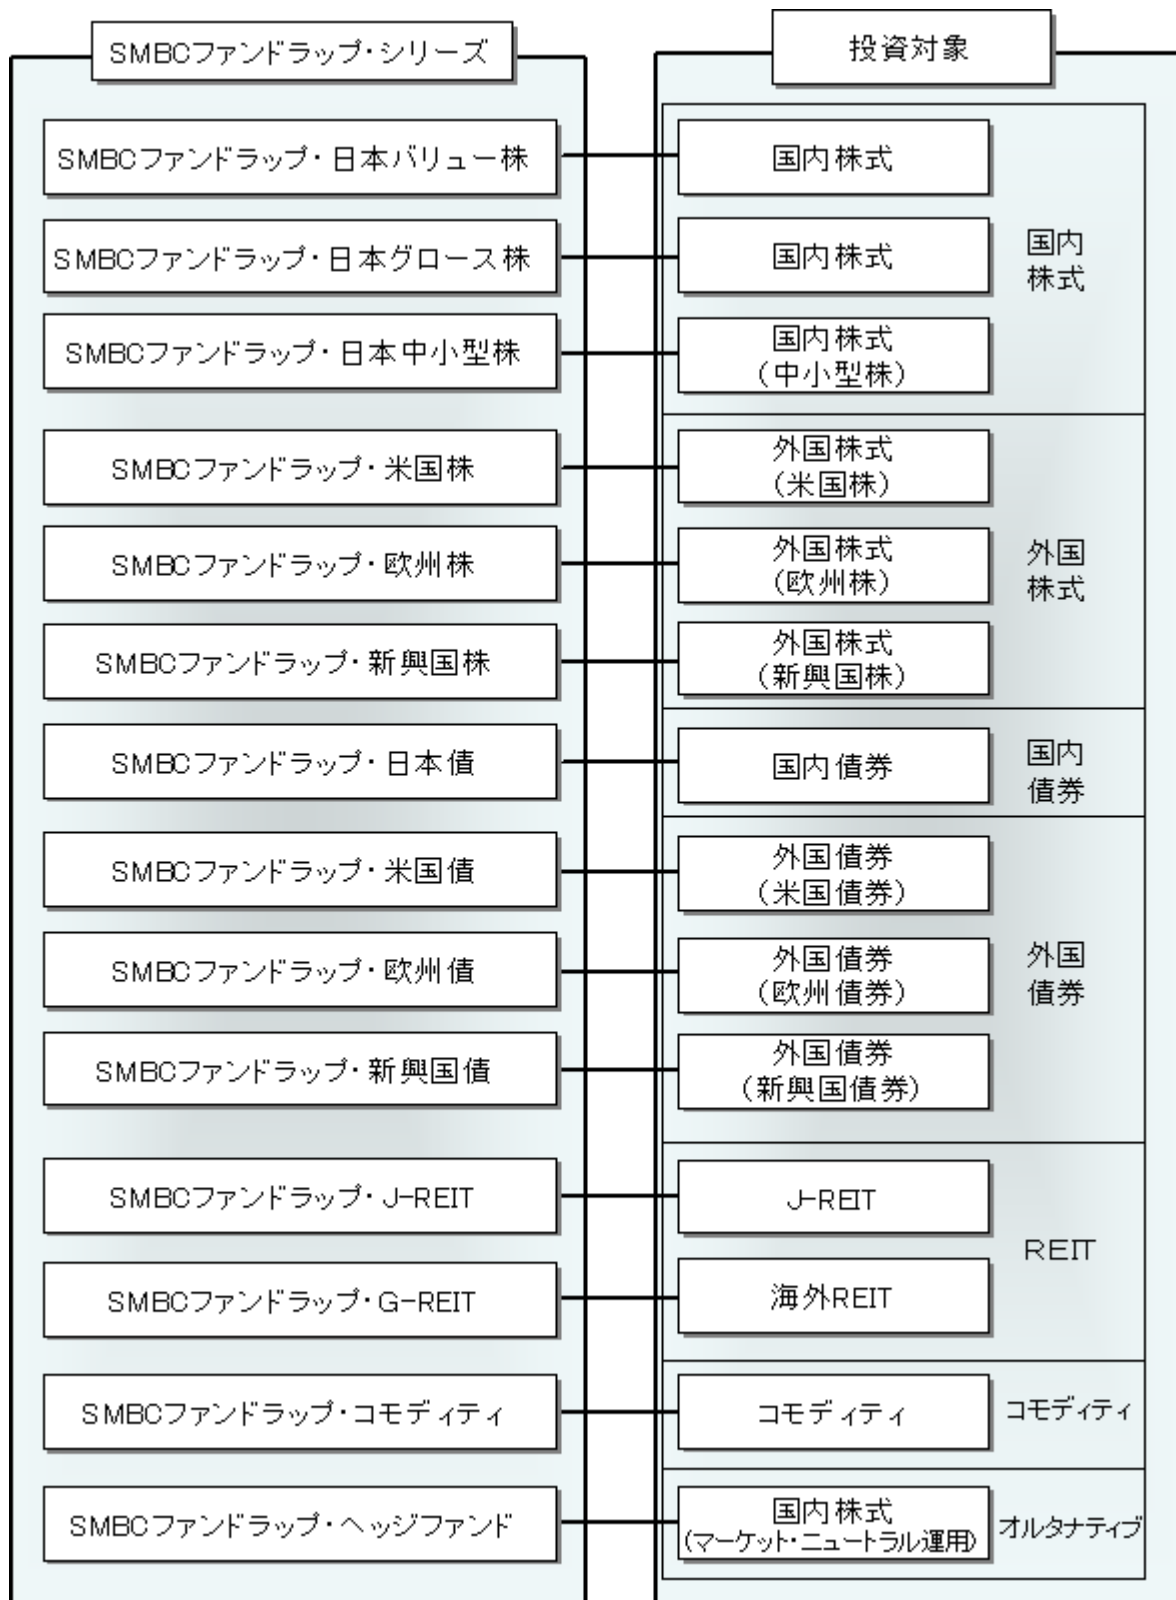 SMBCファンドラップ・シリーズ
投資対象
SMBCファンドラップ・日本バリュー株
国内株式
SMBCファンドラップ・日本グロース株
国内株式
国内
株式
SMBCファンドラップ・日本中小型株
国内株式
(中小型株)
SMBCファンドラップ・米国株
外国株式
(米国株)
SMBCファンドラップ・欧州株
外国株式
(欧州株)
外国
株式
SMBCファンドラップ・新興国株
外国株式
(新興国株)
SMBCファンドラップ・日本債
国内債券
国内
債券
SMBCファンドラップ・米国債
外国債券
(米国債券)
SMBCファンドラップ・欧州債
外国債券
(欧州債券)
外国
債券
SMBCファンドラップ・新興国債
外国債券
(新興国債券)
SMBCファンドラップ・J-REIT
J-REIT
REIT
SMBCファンドラップ・G-REIT
海外REIT
SMBCファンドラップ・コモディティ
コモディティ
コモディティ
SMBCファンドラップ・ヘッジファンド
国内株式
(マーケット・ニュートラル運用)
オルタナティブ